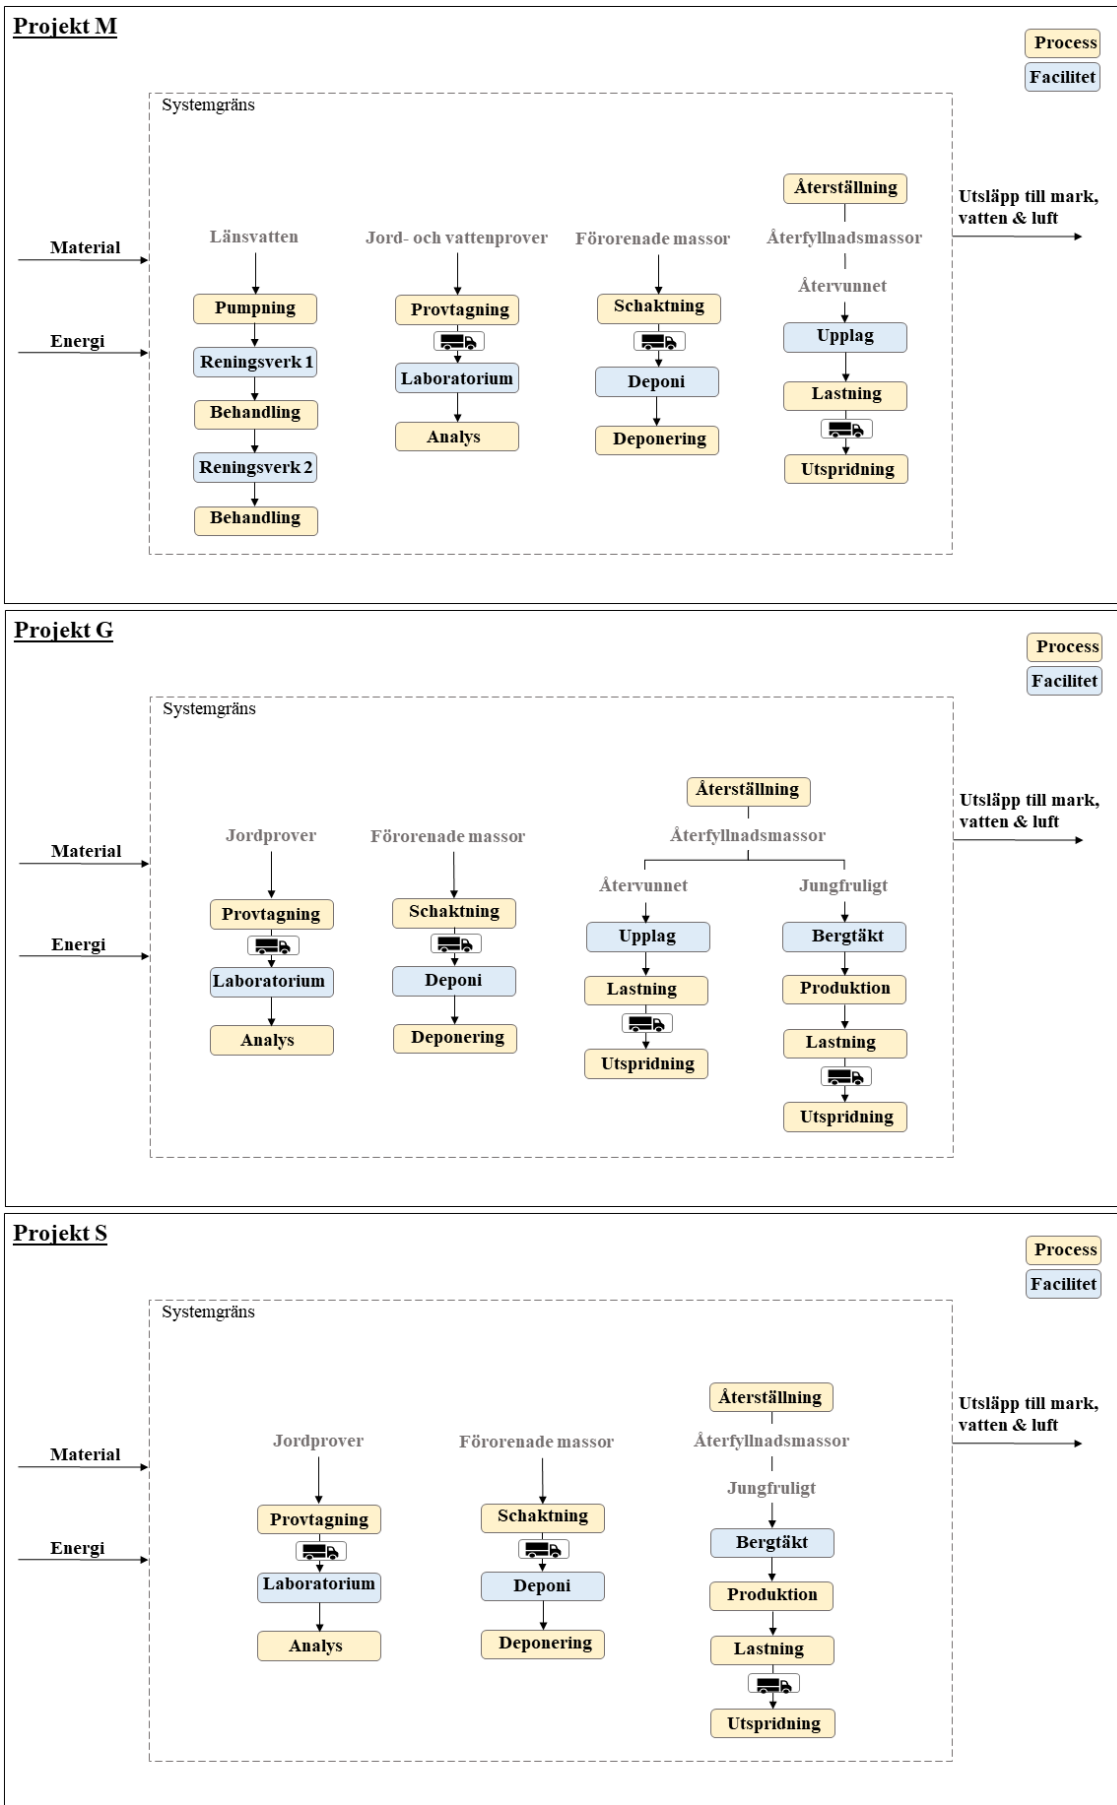 Projekt M
Process
Facilitet
Systemgräns
Material
Energi
Utsläpp till mark,
vatten & luft
Länsvatten
Pumpning
Reningsverk 1
Behandling
Reningsverk 2
Behandling
Jord- och vattenprover
Provtagning
Laboratorium
Analys
Förorenade massor
Schaktning
Deponi
Deponering
Återställning
Återfyllnadsmassor
Återvunnet
Upplag
Lastning
Utspridning
Projekt G
Process
Facilitet
Systemgräns
Material
Energi
Utsläpp till mark,
vatten & luft
Jordprover
Provtagning
Laboratorium
Analys
Förorenade massor
Schaktning
Deponi
Deponering
Återställning
Återfyllnadsmassor
Återvunnet
Upplag
Lastning
Utspridning
Jungfruligt
Bergtäkt
Produktion
Lastning
Utspridning
Projekt S
Process
Facilitet
Systemgräns
Material
Energi
Utsläpp till mark,
vatten & luft
Jordprover
Provtagning
Laboratorium
Analys
Förorenade massor
Schaktning
Deponi
Deponering
Återställning
Återfyllnadsmassor
Jungfruligt
Bergtäkt
Produktion
Lastning
Utspridning